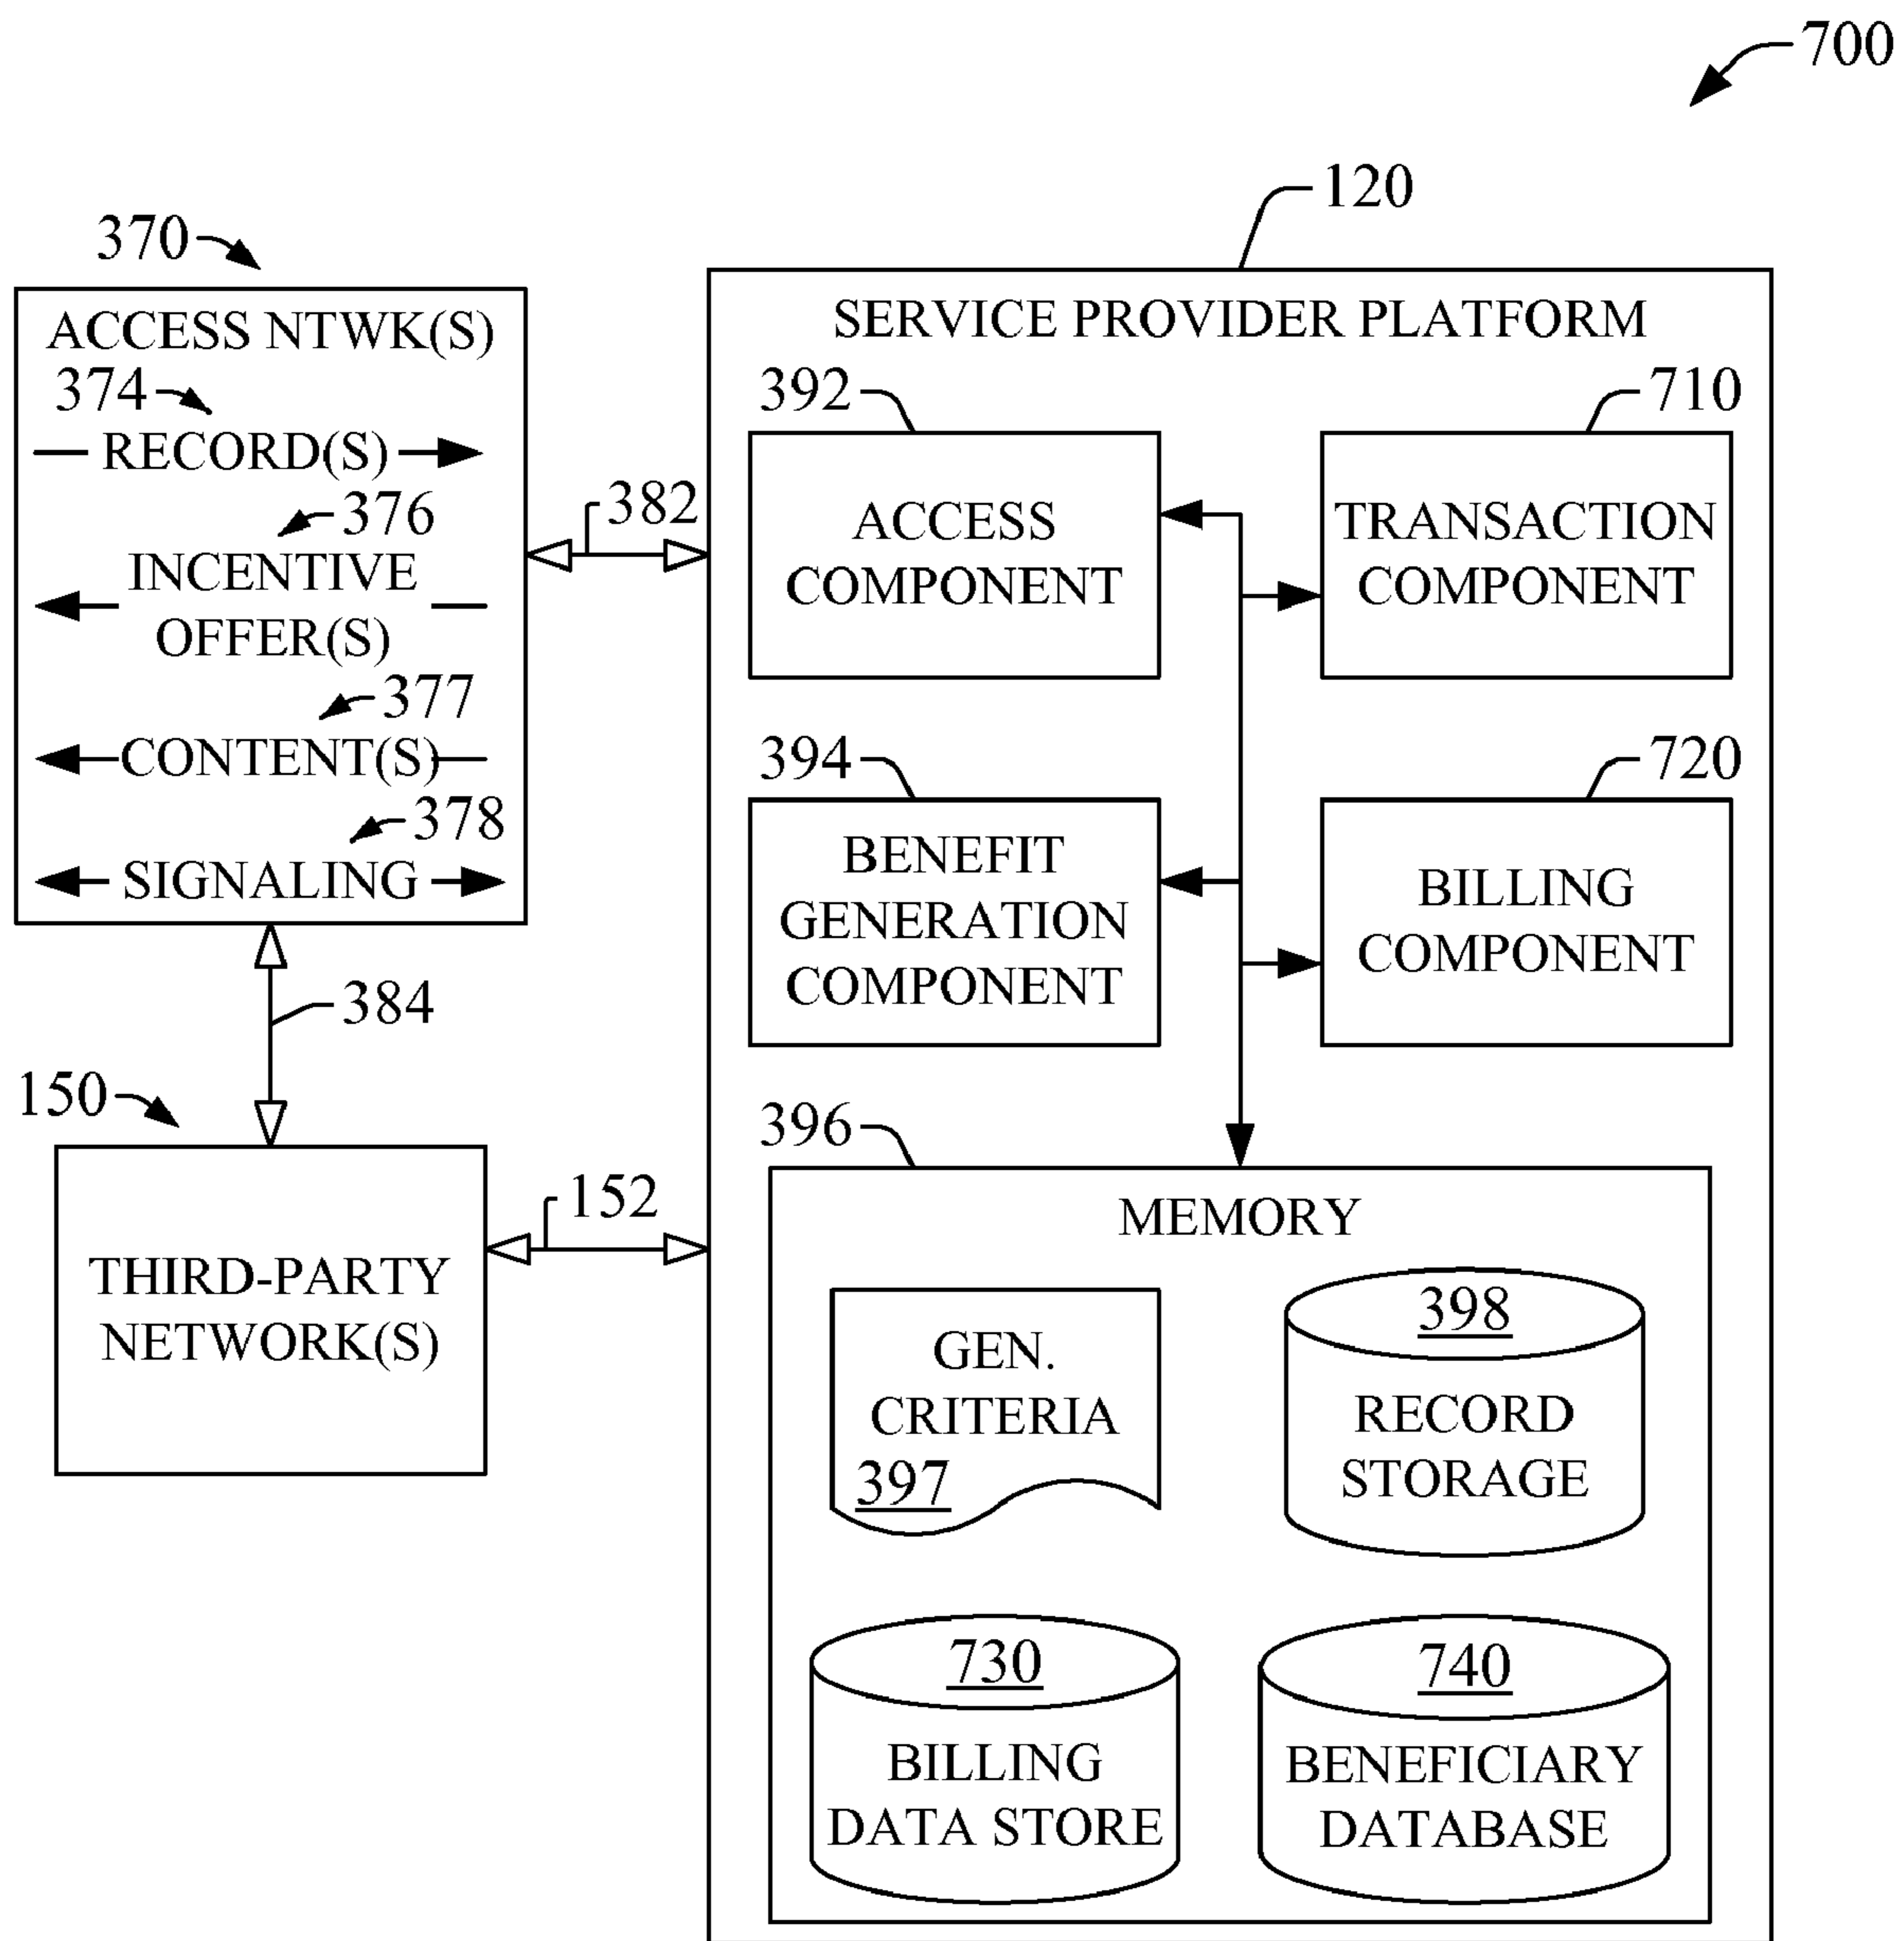 700
120
370
ACCESS NTWK(S)
374
RECORD(S)
376
INCENTIVE
OFFER(S)
377
CONTENT(S)
378
SIGNALING
382
384
150
THIRD-PARTY
NETWORK(S)
152
SERVICE PROVIDER PLATFORM
392
ACCESS
COMPONENT
710
TRANSACTION
COMPONENT
394
BENEFIT
GENERATION
COMPONENT
720
BILLING
COMPONENT
396
MEMORY
GEN.
CRITERIA
397
398
RECORD
STORAGE
730
BILLING
DATA STORE
740
BENEFICIARY
DATABASE